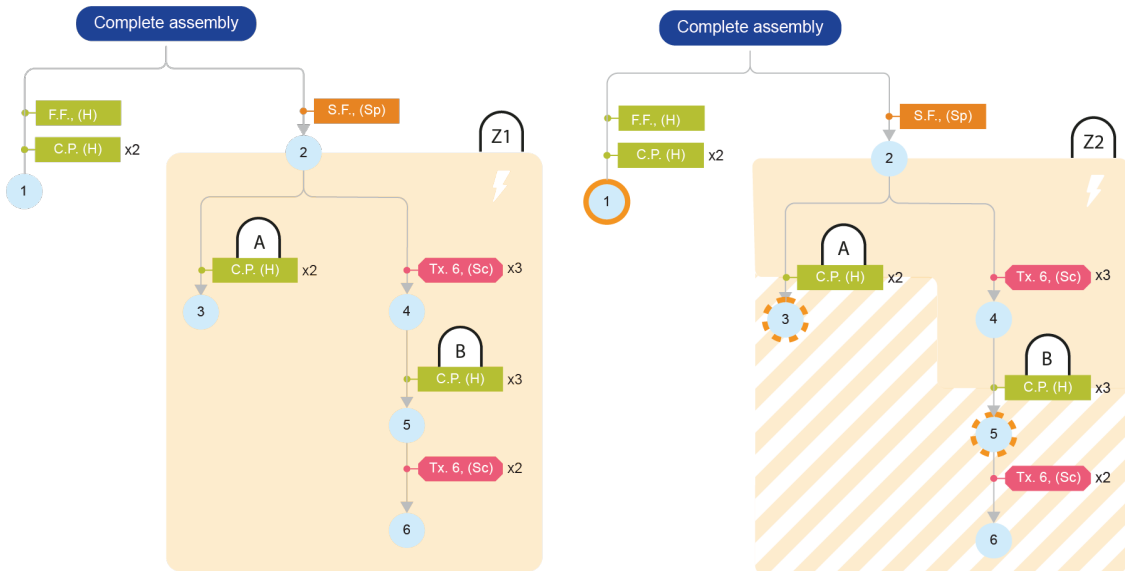 Complete assembly
F.F., (H)
S.F., (Sp)
C.P. (H) x2
Z1
2
1
A
C.P. (H) x2
Tx. 6, (Sc) x3
3
4
B
C.P. (H) x3
5
Tx. 6, (Sc) x2
6
Complete assembly
F.F., (H)
S.F., (Sp)
C.P. (H) x2
Z2
2
1
A
C.P. (H) x2
Tx. 6, (Sc) x3
3
4
B
C.P. (H) x3
5
Tx. 6, (Sc) x2
6